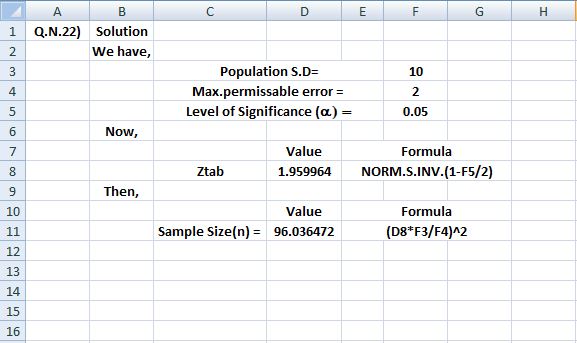 A B C D E F G H
1 Q.N.22) Solution
2 We have,
3 Population S.D= 10
4 Max.permissable error = 2
5 Level of Significance (α) = 0.05
6 Now,
7 Value Formula
8 Ztab 1.959964 NORM.S.INV.(1-F5/2)
9 Then,
10 Value Formula
11 Sample Size(n) = 96.036472 (D8*F3/F4)^2
12
13
14
15
16